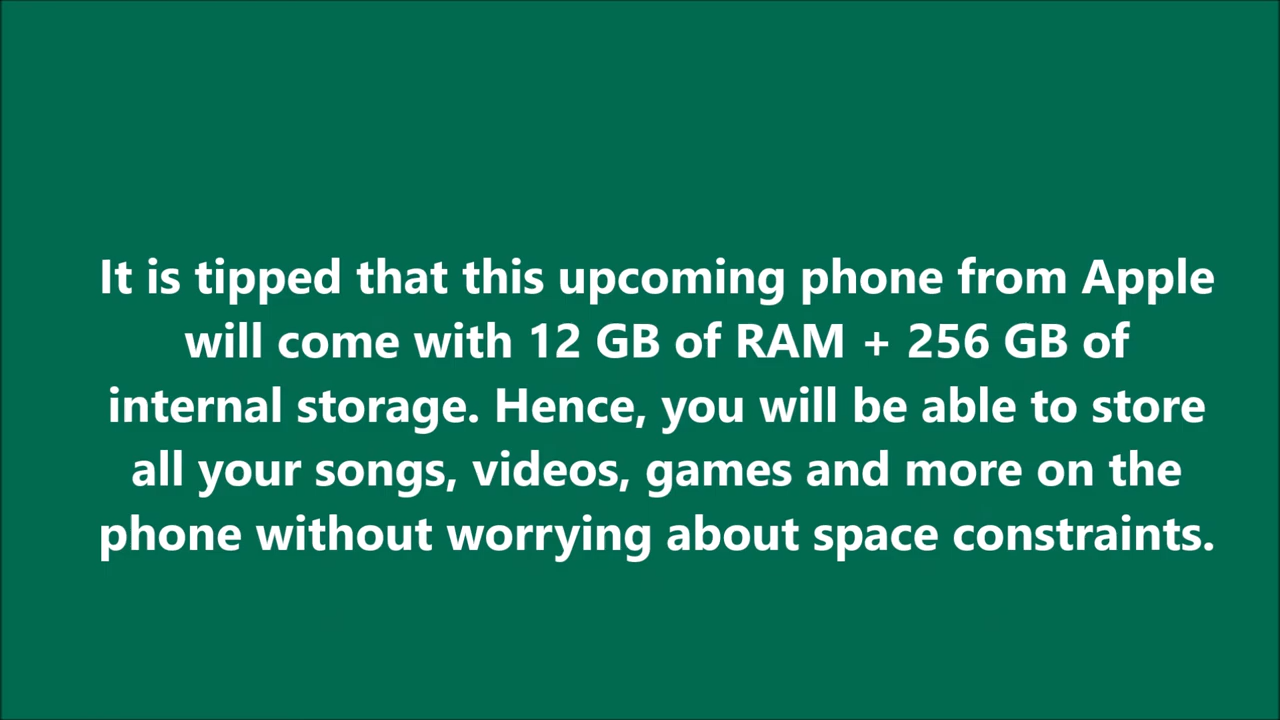 It is tipped that this upcoming phone from Apple
will come with 12 GB of RAM + 256 GB of
internal storage. Hence, you will be able to store
all your songs, videos, games and more on the
phone without worrying about space constraints.